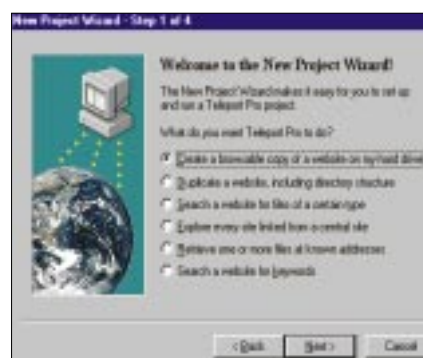 New Project Wizard - Step 1 of 4
Welcome to the New Project Wizard!
The New Project Wizard makes it easy for you to set up
and run a Teleport Pro project.
What do you want Teleport Pro to do?
Create a browsable copy of a website on my hard drive
Duplicate a website, including directory structure
Search a website for files of a certain type
Explore every site linked from a central site
Retrieve one or more files at known addresses
Search a website for keywords
< Back
Next >
Cancel